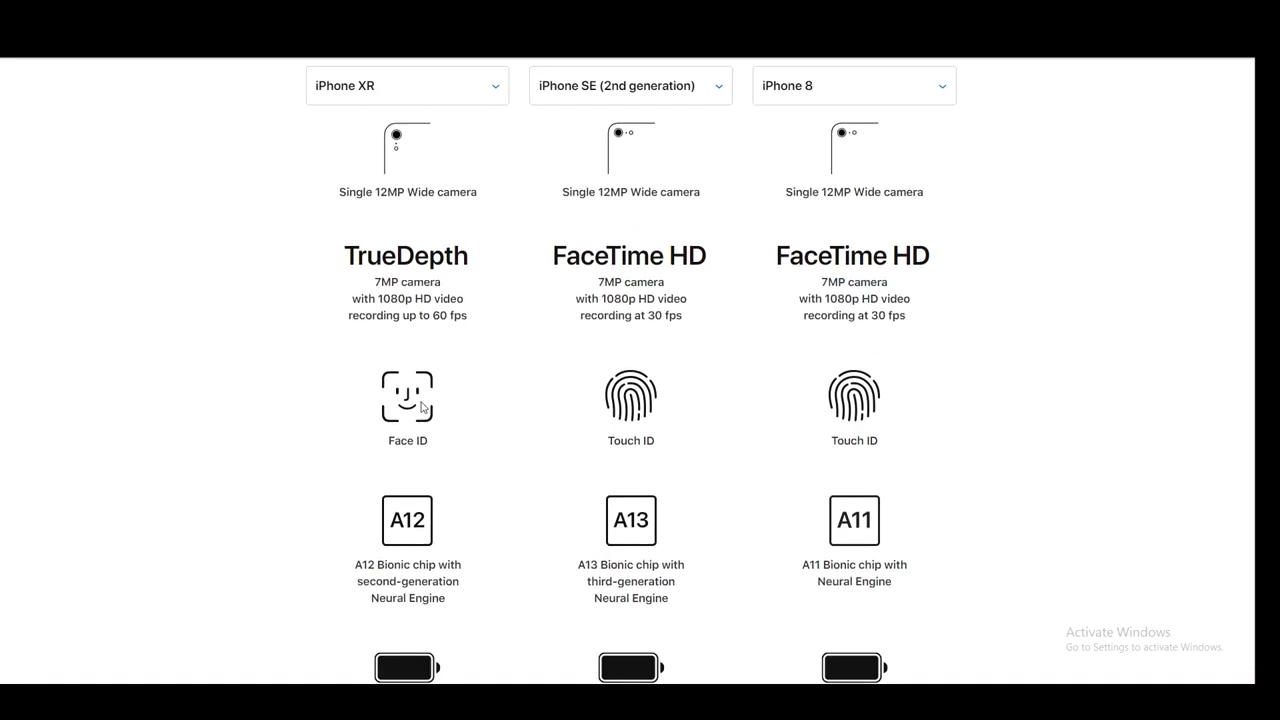 iPhone XR
iPhone SE (2nd generation)
iPhone 8
Single 12MP Wide camera
Single 12MP Wide camera
Single 12MP Wide camera
TrueDepth
7MP camera
with 1080p HD video
recording up to 60 fps
FaceTime HD
7MP camera
with 1080p HD video
recording at 30 fps
FaceTime HD
7MP camera
with 1080p HD video
recording at 30 fps
Face ID
Touch ID
Touch ID
A12
A12 Bionic chip with
second-generation
Neural Engine
A13
A13 Bionic chip with
third-generation
Neural Engine
A11
A11 Bionic chip with
Neural Engine
Activate Windows
Go to Settings to activate Windows.